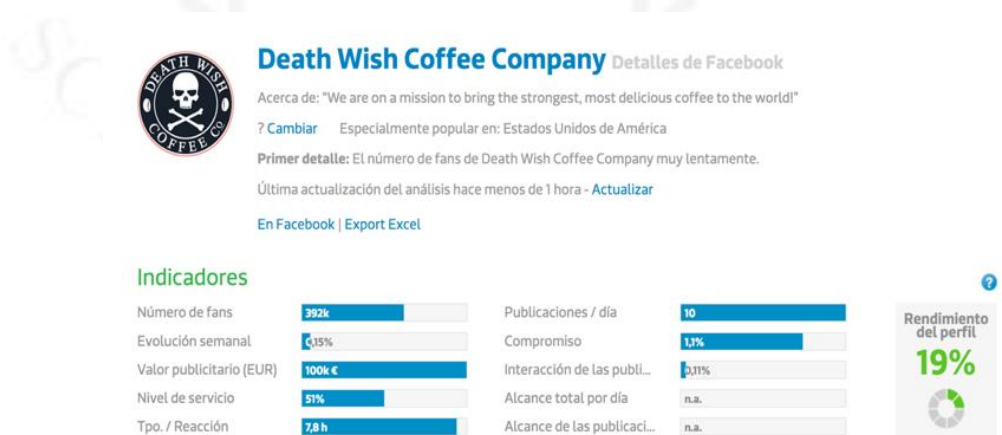 DEATH WISH COFFEE Co.
Death Wish Coffee Company Detalles de Facebook
Acerca de: "We are on a mission to bring the strongest, most delicious coffee to the world!"
? Cambiar Especialmente popular en: Estados Unidos de América
Primer detalle: El número de fans de Death Wish Coffee Company muy lentamente.
Última actualización del análisis hace menos de 1 hora - Actualizar
En Facebook | Export Excel
Indicadores
?
Número de fans 392k
Evolución semanal 0,15%
Valor publicitario (EUR) 100k €
Nivel de servicio 51%
Tpo. / Reacción 7,8 h
Publicaciones / día 10
Compromiso 1,1%
Interacción de las publi... 0,11%
Alcance total por día n.a.
Alcance de las publicaci... n.a.
Rendimiento
del perfil
19%